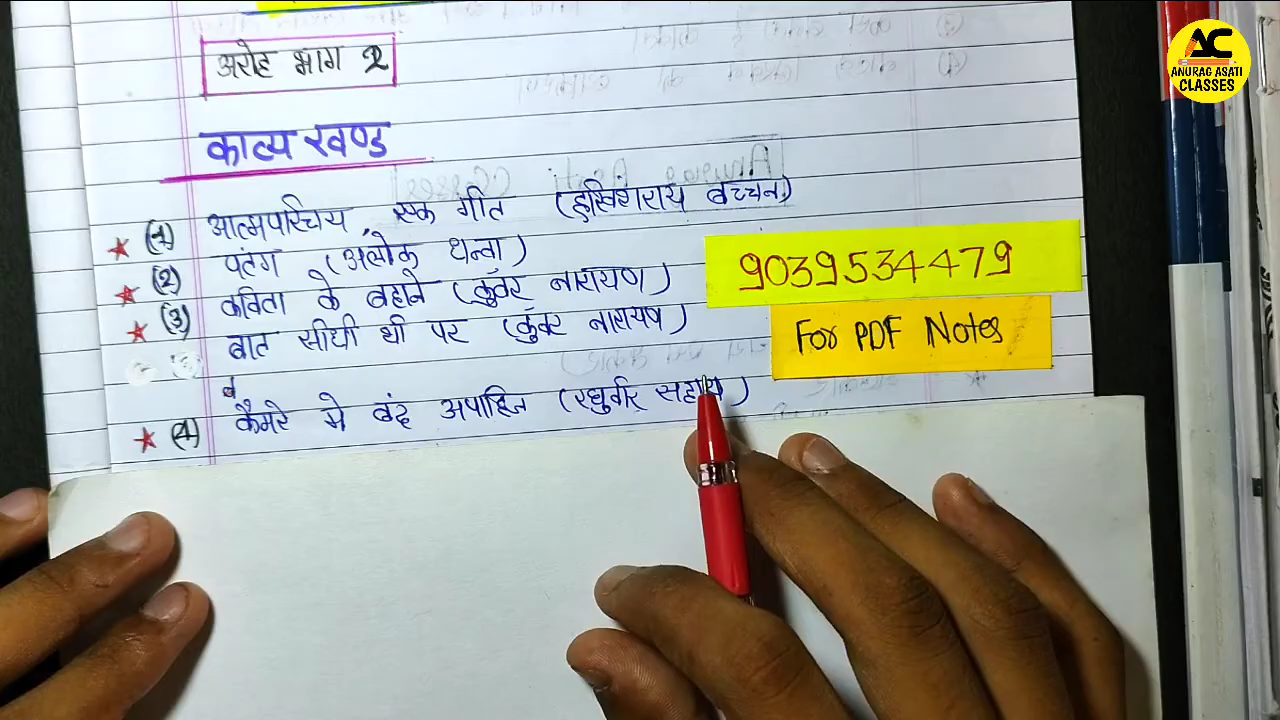 अरोह भाग 2
काव्य खण्ड
★ (1) आत्मपरिचय एक गीत (हरिवंशराय बच्चन)
★ (2) पतंग (अलोक धन्वा)
★ (3) कविता के बहाने (कुँवर नारायण)
बात सीधी थी पर (कुँवर नारायण)
★ (4) कैमरे मे बंद अपाहिज (रघुवीर सहाय)
9039534479
For PDF Notes
AC
ANURAG ASATI
CLASSES